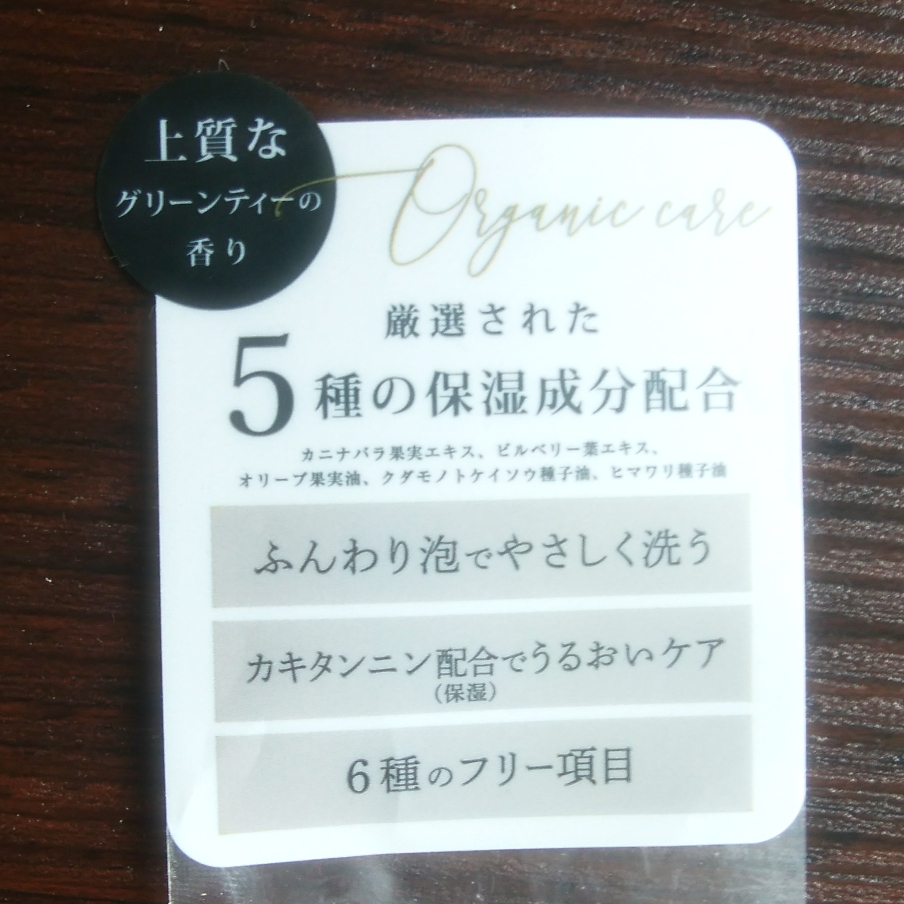 上質な
グリーンティーの
香り
Organic care
厳選された
5種の保湿成分配合
カニナバラ果実エキス、ビルベリー葉エキス、
オリーブ果実油、クダモノトケイソウ種子油、ヒマワリ種子油
ふんわり泡でやさしく洗う
カキタンニン配合でうるおいケア
(保湿)
6種のフリー項目